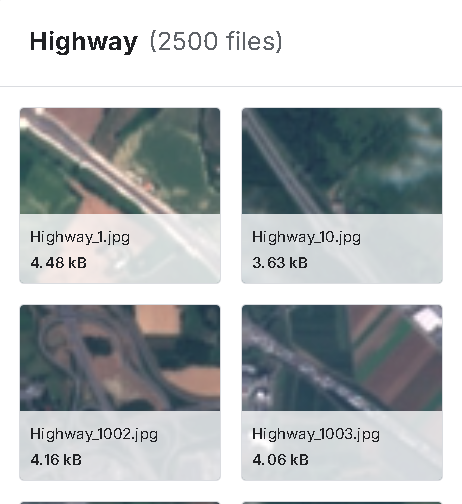 Highway (2500 files)
Highway_1.jpg
4.48 kB
Highway_10.jpg
3.63 kB
Highway_1002.jpg
4.16 kB
Highway_1003.jpg
4.06 kB